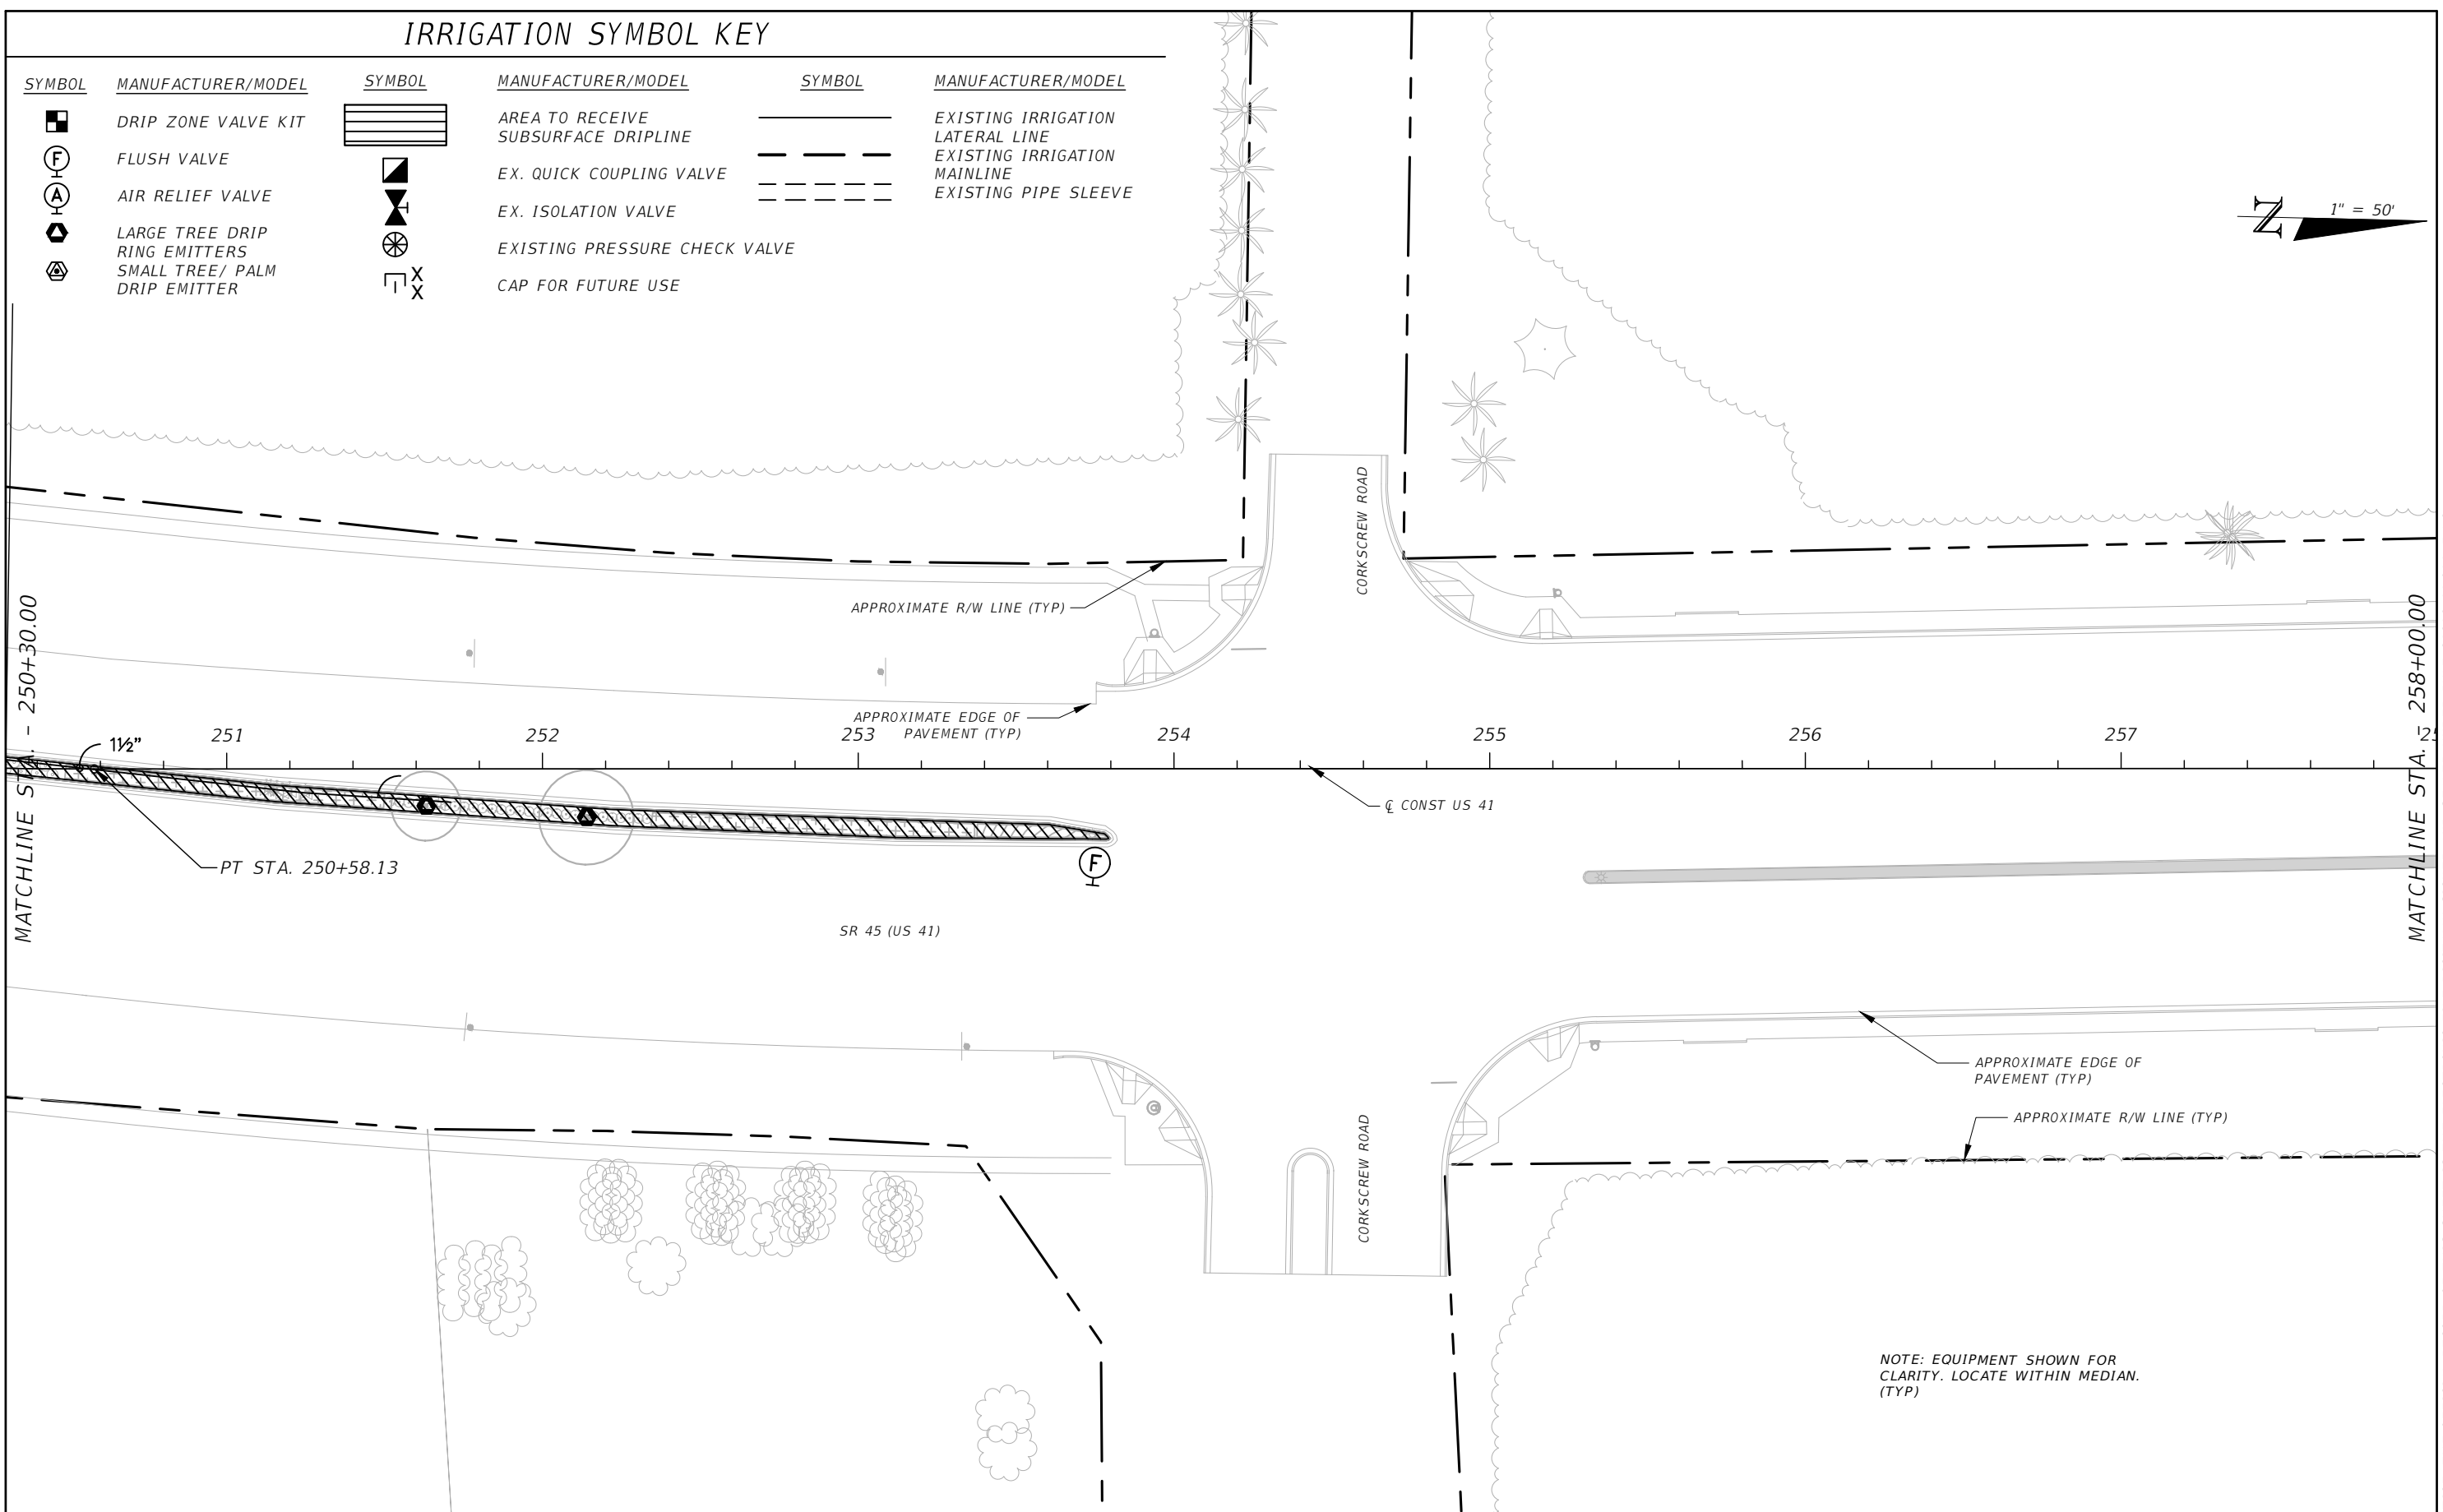 IRRIGATION SYMBOL KEY
SYMBOL
MANUFACTURER/MODEL
DRIP ZONE VALVE KIT
F
FLUSH VALVE
A
AIR RELIEF VALVE
LARGE TREE DRIP
RING EMITTERS
SMALL TREE/ PALM
DRIP EMITTER
SYMBOL
MANUFACTURER/MODEL
AREA TO RECEIVE
SUBSURFACE DRIPLINE
EX. QUICK COUPLING VALVE
EX. ISOLATION VALVE
EXISTING PRESSURE CHECK VALVE
X
X
CAP FOR FUTURE USE
SYMBOL
MANUFACTURER/MODEL
EXISTING IRRIGATION
LATERAL LINE
EXISTING IRRIGATION
MAINLINE
EXISTING PIPE SLEEVE
N
1" = 50'
CORKSCREW ROAD
APPROXIMATE R/W LINE (TYP)
APPROXIMATE EDGE OF
PAVEMENT (TYP)
MATCHLINE STA. - 250+30.00
MATCHLINE STA. - 258+00.00
1½"
251
252
253
254
255
256
257
25
℄ CONST US 41
PT STA. 250+58.13
F
SR 45 (US 41)
APPROXIMATE EDGE OF
PAVEMENT (TYP)
APPROXIMATE R/W LINE (TYP)
CORKSCREW ROAD
NOTE: EQUIPMENT SHOWN FOR
CLARITY. LOCATE WITHIN MEDIAN.
(TYP)